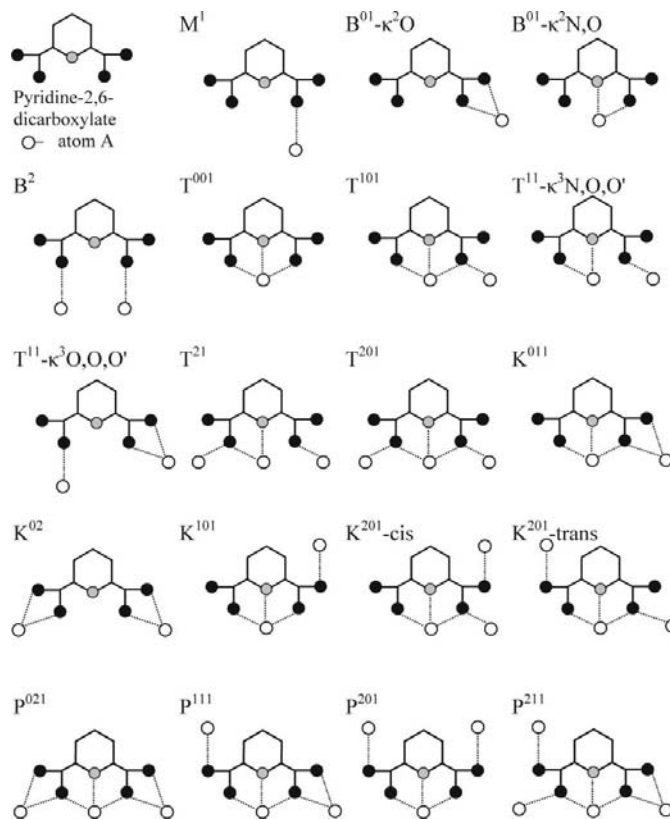 M¹
B⁰¹-κ²O
B⁰¹-κ²N,O
Pyridine-2,6-
dicarboxylate
atom A
B²
T⁰⁰¹
T¹⁰¹
T¹¹-κ³N,O,O'
T¹¹-κ³O,O,O'
T²¹
T²⁰¹
K⁰¹¹
K⁰²
K¹⁰¹
K²⁰¹-cis
K²⁰¹-trans
P⁰²¹
P¹¹¹
P²⁰¹
P²¹¹